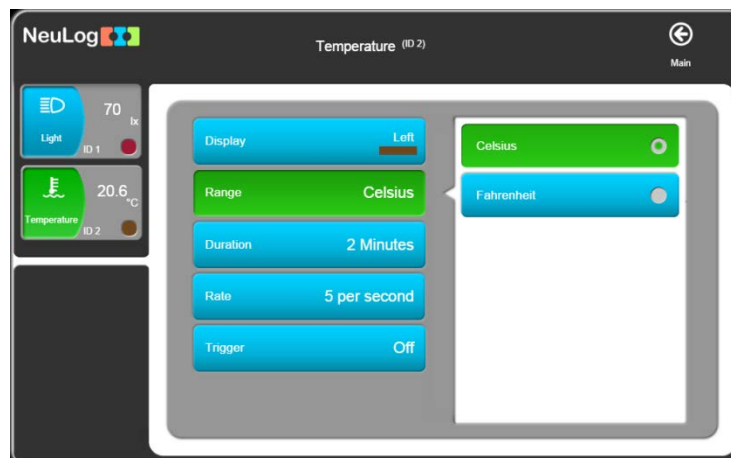 NeuLog
Temperature (ID 2)
Main
Light
70
lx
ID 1
Temperature
20.6
°C
ID 2
Display Left
Range Celsius
Duration 2 Minutes
Rate 5 per second
Trigger Off
Celsius
Fahrenheit